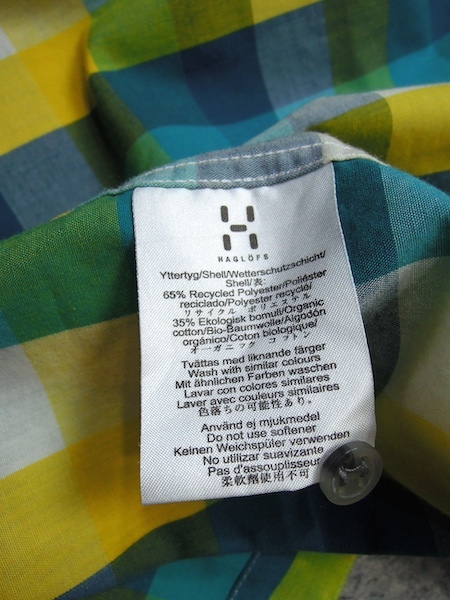 HAGLÖFS
Yttertyg/Shell/Wetterschutzschicht/
Shell/表:
65% Recycled Polyester/Poliéster
reciclado/Polyester recyclé/
リサイクル ポリエステル
35% Ekologisk bomull/Organic
cotton/Bio-Baumwolle/Algodón
orgánico/Coton biologique/
オーガニック コットン
Tvättas med liknande färger
Wash with similar colours
Mit ähnlichen Farben waschen
Lavar con colores similares
Laver avec couleurs similaires
色落ちの可能性あり。
Använd ej mjukmedel
Do not use softener
Keinen Weichspüler verwenden
No utilizar suavizante
Pas d'assouplisseur
柔軟剤使用不可